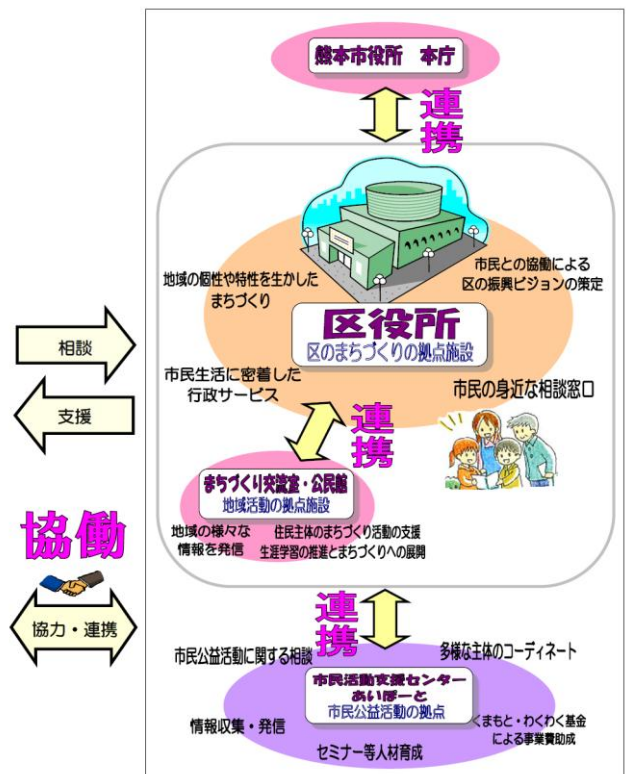 熊本市役所　本庁
連携
地域の個性や特性を生かした
まちづくり
市民との協働による
区の振興ビジョンの策定
区役所
区のまちづくりの拠点施設
相談
支援
市民生活に密着した
行政サービス
市民の身近な相談窓口
連携
まちづくり交流室・公民館
地域活動の拠点施設
地域の様々な
情報を発信
住民主体のまちづくり活動の支援
生涯学習の推進とまちづくりへの展開
協働
協力・連携
連携
市民公益活動に関する相談
多様な主体のコーディネート
市民活動支援センター
あいぽーと
市民公益活動の拠点
情報収集・発信
くまもと・わくわく基金
による事業費助成
セミナー等人材育成